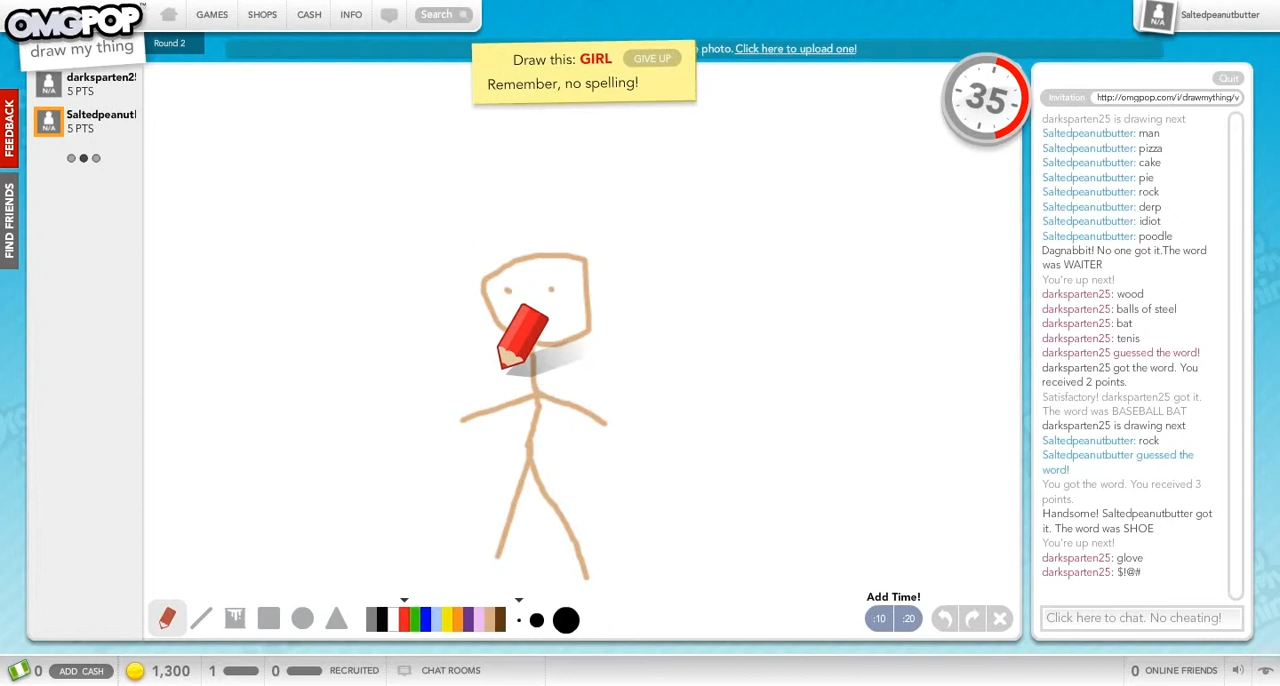 OMGPOP™
GAMES SHOPS CASH INFO Search
N/A Saltedpeanutbutter
draw my thing Round 2
photo. Click here to upload one!
Draw this: GIRL GIVE UP
Remember, no spelling!
FEEDBACK
FIND FRIENDS
N/A darksparten2
5 PTS
N/A Saltedpeanutl
5 PTS
35
Quit
Invitation http://omgpop.com/i/drawmything/v
darksparten25 is drawing next
Saltedpeanutbutter: man
Saltedpeanutbutter: pizza
Saltedpeanutbutter: cake
Saltedpeanutbutter: pie
Saltedpeanutbutter: rock
Saltedpeanutbutter: derp
Saltedpeanutbutter: idiot
Saltedpeanutbutter: poodle
Dagnabbit! No one got it.The word
was WAITER
You're up next!
darksparten25: wood
darksparten25: balls of steel
darksparten25: bat
darksparten25: tenis
darksparten25 guessed the word!
darksparten25 got the word. You
received 2 points.
Satisfactory! darksparten25 got it.
The word was BASEBALL BAT
darksparten25 is drawing next
Saltedpeanutbutter: rock
Saltedpeanutbutter guessed the
word!
You got the word. You received 3
points.
Handsome! Saltedpeanutbutter got
it. The word was SHOE
You're up next!
darksparten25: glove
darksparten25: $!@#
Click here to chat. No cheating!
Add Time!
:10 :20
0 ADD CASH 1,300 1 0 RECRUITED CHAT ROOMS 0 ONLINE FRIENDS